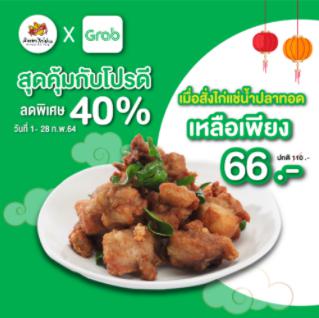 X Grab
สุดคุ้มกับโปรดี
ลดพิเศษ 40%
วันที่ 1- 28 ก.พ.64
เมื่อสั่งไก่แช่น้ำปลาทอด
เหลือเพียง
ปกติ 110 .-
66.-